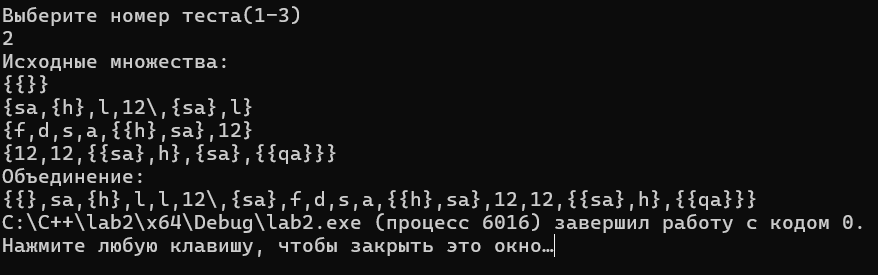 Выберите номер теста(1-3)
2
Исходные множества:
{{}}
{sa,{h},l,12\,{sa},l}
{f,d,s,a,{{h},sa},12}
{12,12,{{sa},h},{sa},{{qa}}}
Объединение:
{{},sa,{h},l,l,12\,{sa},f,d,s,a,{{h},sa},12,12,{{sa},h},{{qa}}}
C:\C++\lab2\x64\Debug\lab2.exe (процесс 6016) завершил работу с кодом 0.
Нажмите любую клавишу, чтобы закрыть это окно…